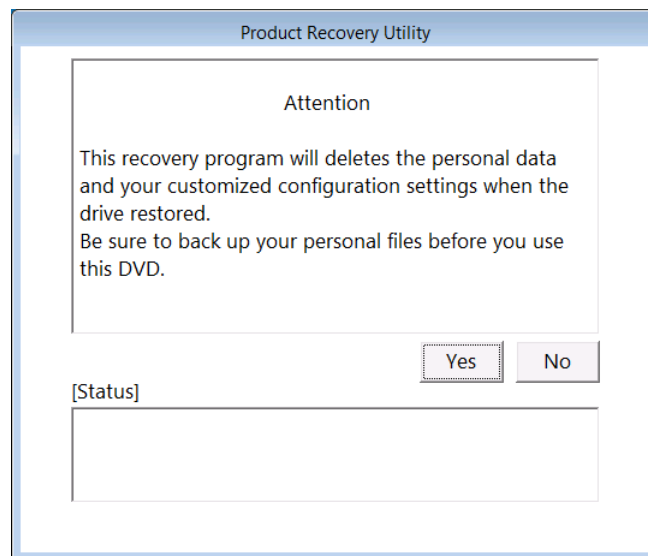 Product Recovery Utility
Attention
This recovery program will deletes the personal data
and your customized configuration settings when the
drive restored.
Be sure to back up your personal files before you use
this DVD.
Yes No
[Status]